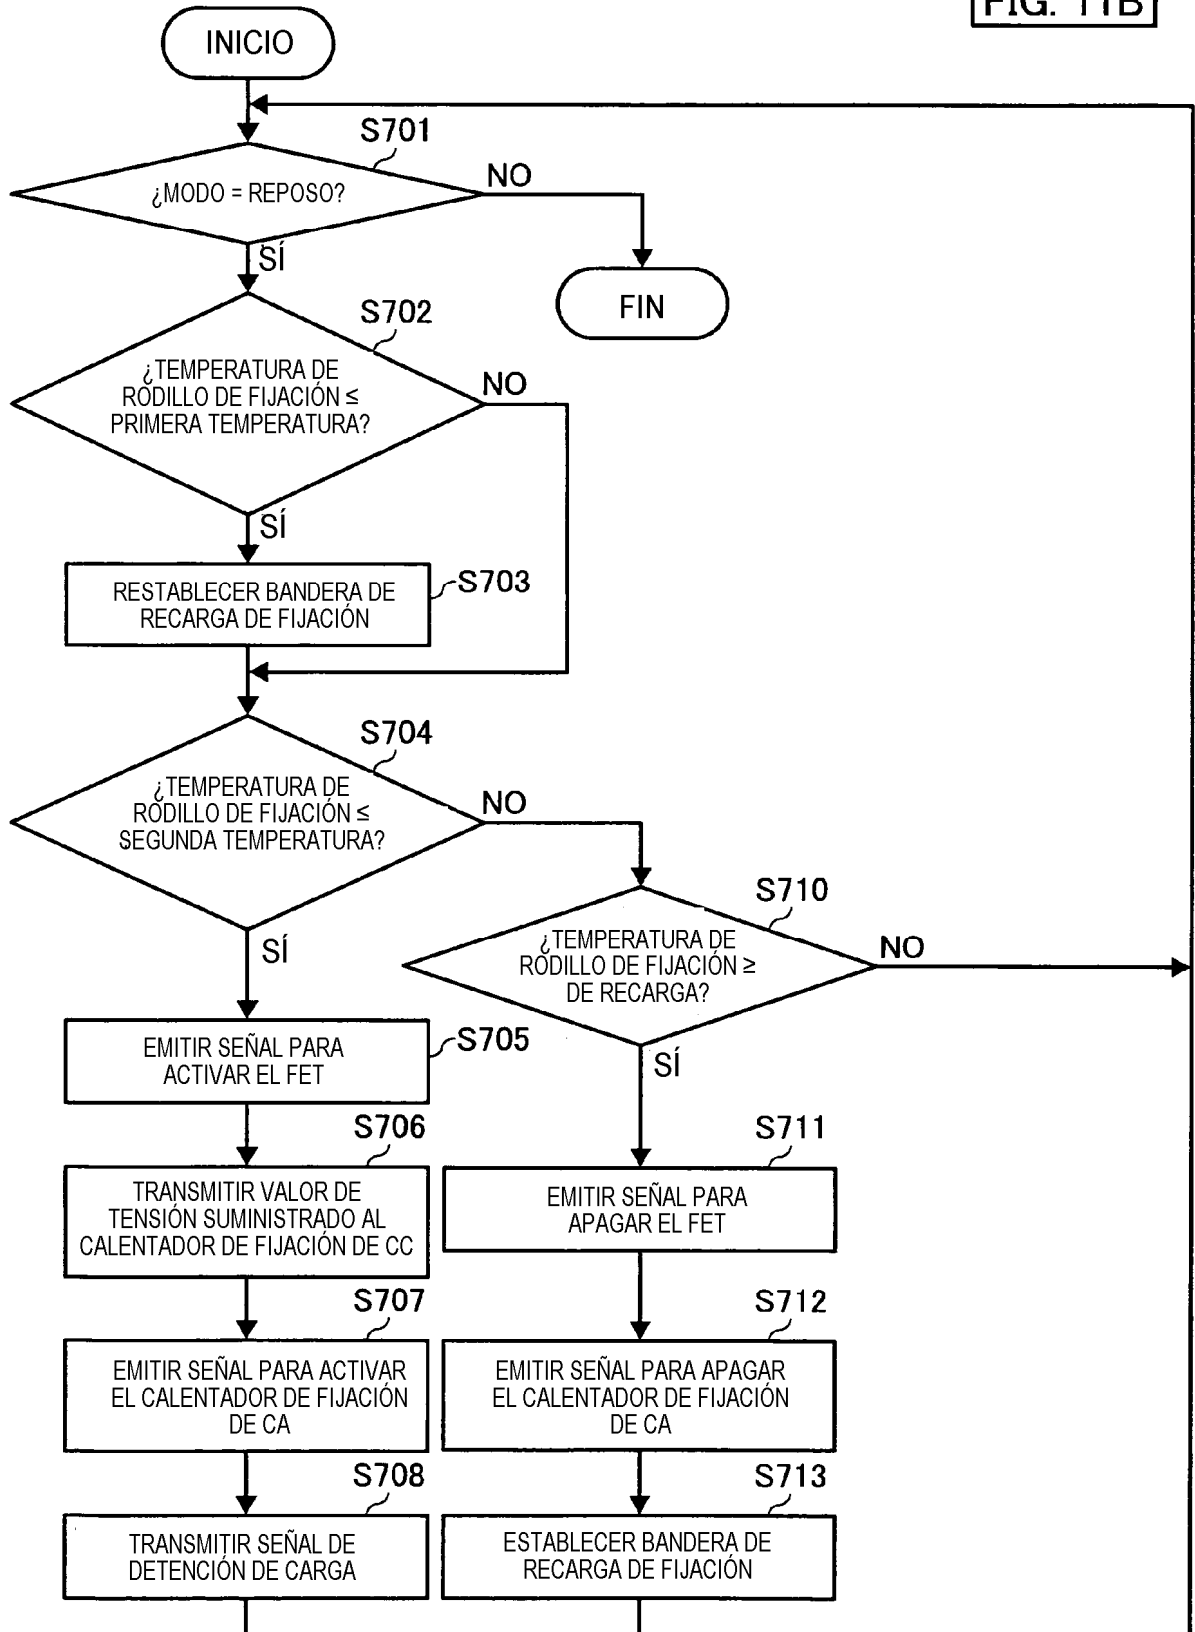 FIG. 11B
INICIO
S701
¿MODO = REPOSO?
NO
SÍ
FIN
S702
¿TEMPERATURA DE
RODILLO DE FIJACIÓN ≤
PRIMERA TEMPERATURA?
NO
SÍ
S703
RESTABLECER BANDERA DE
RECARGA DE FIJACIÓN
S704
¿TEMPERATURA DE
RODILLO DE FIJACIÓN ≤
SEGUNDA TEMPERATURA?
NO
SÍ
S710
¿TEMPERATURA DE
RODILLO DE FIJACIÓN ≥
DE RECARGA?
NO
SÍ
S705
EMITIR SEÑAL PARA
ACTIVAR EL FET
S706
TRANSMITIR VALOR DE
TENSIÓN SUMINISTRADO AL
CALENTADOR DE FIJACIÓN DE CC
S711
EMITIR SEÑAL PARA
APAGAR EL FET
S707
EMITIR SEÑAL PARA ACTIVAR
EL CALENTADOR DE FIJACIÓN
DE CA
S712
EMITIR SEÑAL PARA APAGAR
EL CALENTADOR DE FIJACIÓN
DE CA
S708
TRANSMITIR SEÑAL DE
DETENCIÓN DE CARGA
S713
ESTABLECER BANDERA DE
RECARGA DE FIJACIÓN